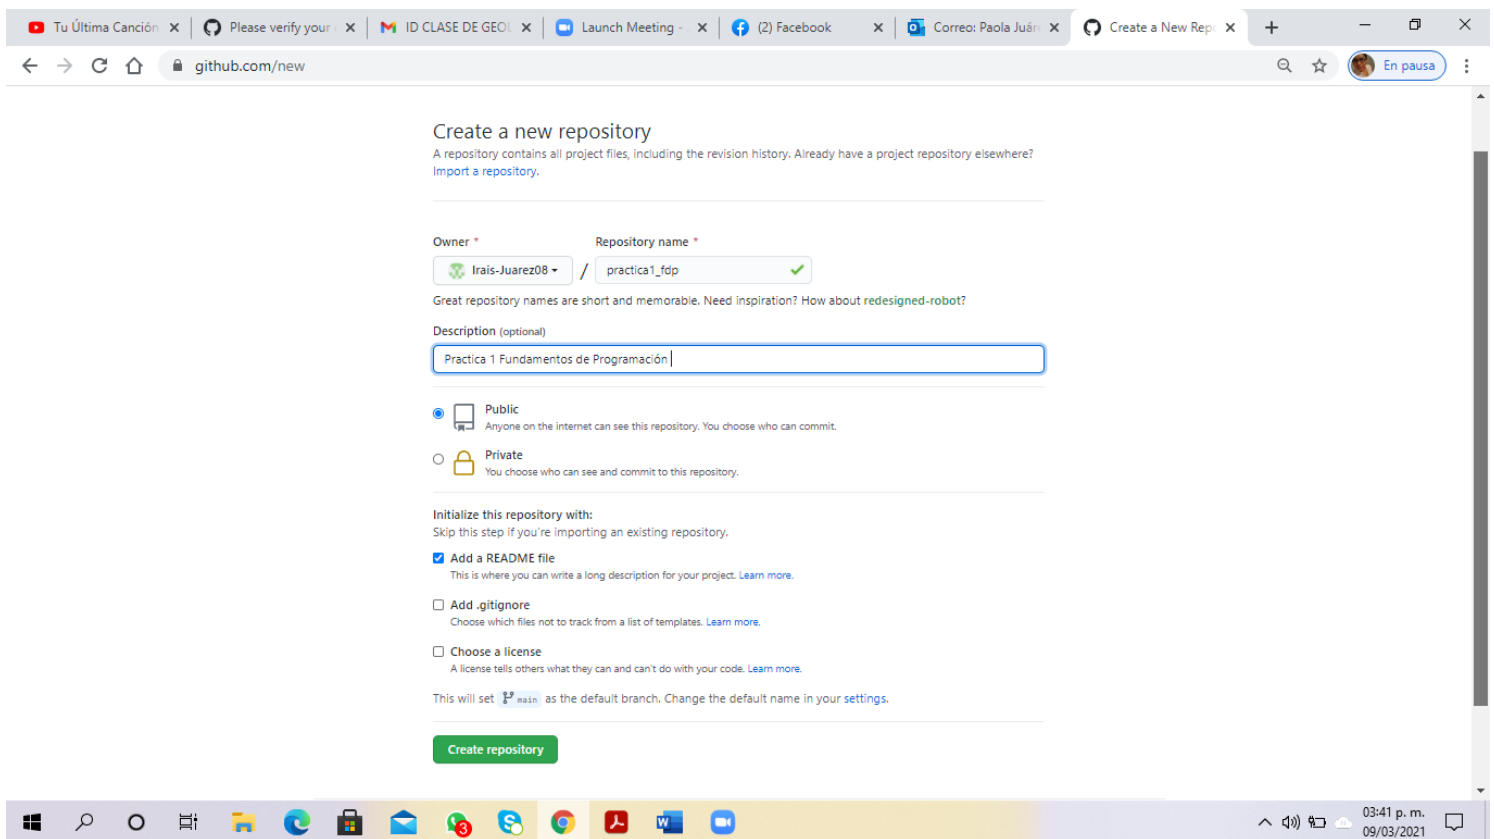 Tu Última Canción
Please verify your
ID CLASE DE GEOL
Launch Meeting -
(2) Facebook
Correo: Paola Juár
Create a New Repo
github.com/new
En pausa
Create a new repository
A repository contains all project files, including the revision history. Already have a project repository elsewhere?
Import a repository.
Owner *
Repository name *
Irais-Juarez08 / practica1_fdp
Great repository names are short and memorable. Need inspiration? How about redesigned-robot?
Description (optional)
Practica 1 Fundamentos de Programación
Public
Anyone on the internet can see this repository. You choose who can commit.
Private
You choose who can see and commit to this repository.
Initialize this repository with:
Skip this step if you're importing an existing repository.
Add a README file
This is where you can write a long description for your project. Learn more.
Add .gitignore
Choose which files not to track from a list of templates. Learn more.
Choose a license
A license tells others what they can and can't do with your code. Learn more.
This will set main as the default branch. Change the default name in your settings.
Create repository
3
03:41 p. m.
09/03/2021